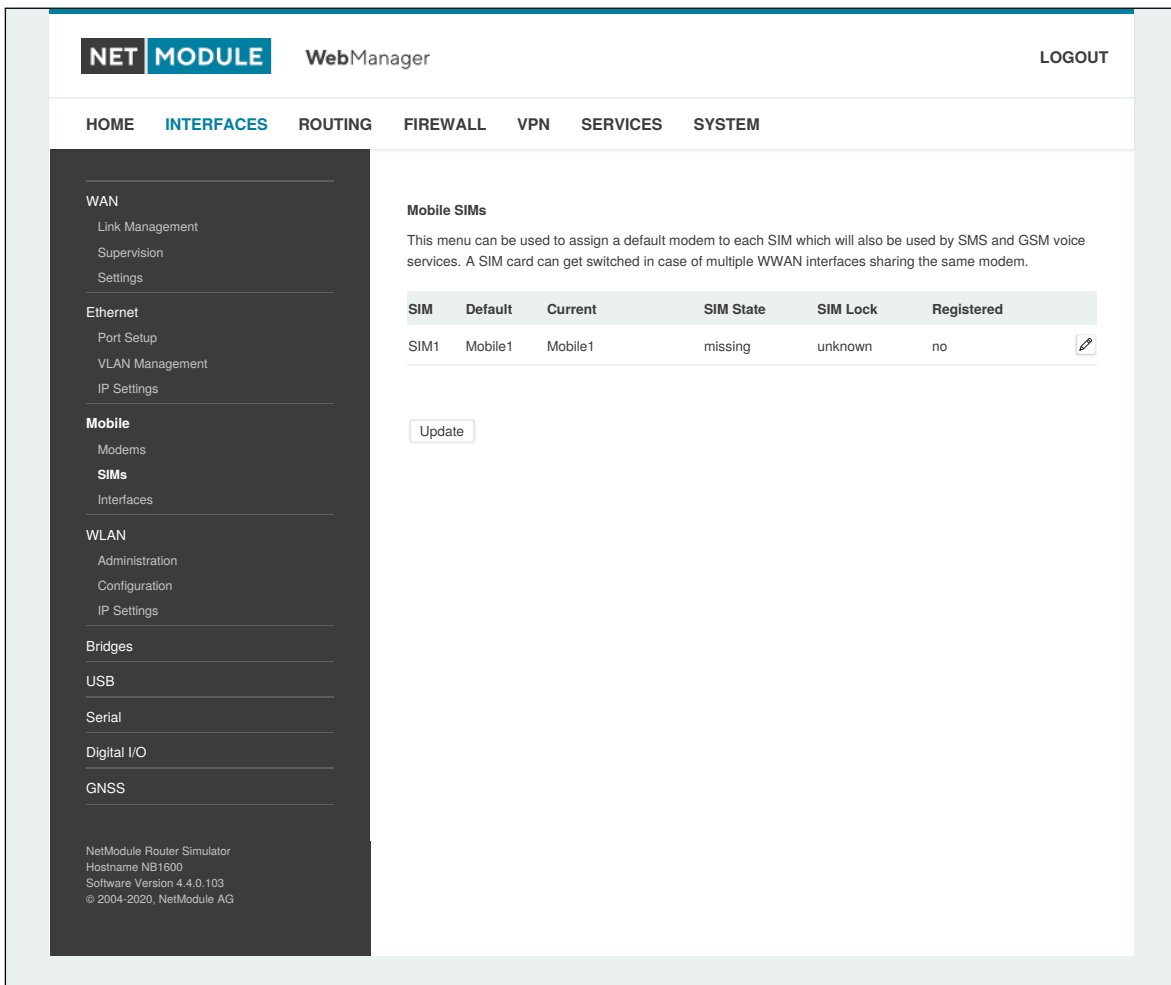 NET MODULE WebManager LOGOUT
HOME INTERFACES ROUTING FIREWALL VPN SERVICES SYSTEM
WAN
Link Management
Supervision
Settings
Ethernet
Port Setup
VLAN Management
IP Settings
Mobile
Modems
SIMs
Interfaces
WLAN
Administration
Configuration
IP Settings
Bridges
USB
Serial
Digital I/O
GNSS
NetModule Router Simulator
Hostname NB1600
Software Version 4.4.0.103
© 2004-2020, NetModule AG
Mobile SIMs
This menu can be used to assign a default modem to each SIM which will also be used by SMS and GSM voice
services. A SIM card can get switched in case of multiple WWAN interfaces sharing the same modem.
SIM Default Current SIM State SIM Lock Registered
SIM1 Mobile1 Mobile1 missing unknown no
Update